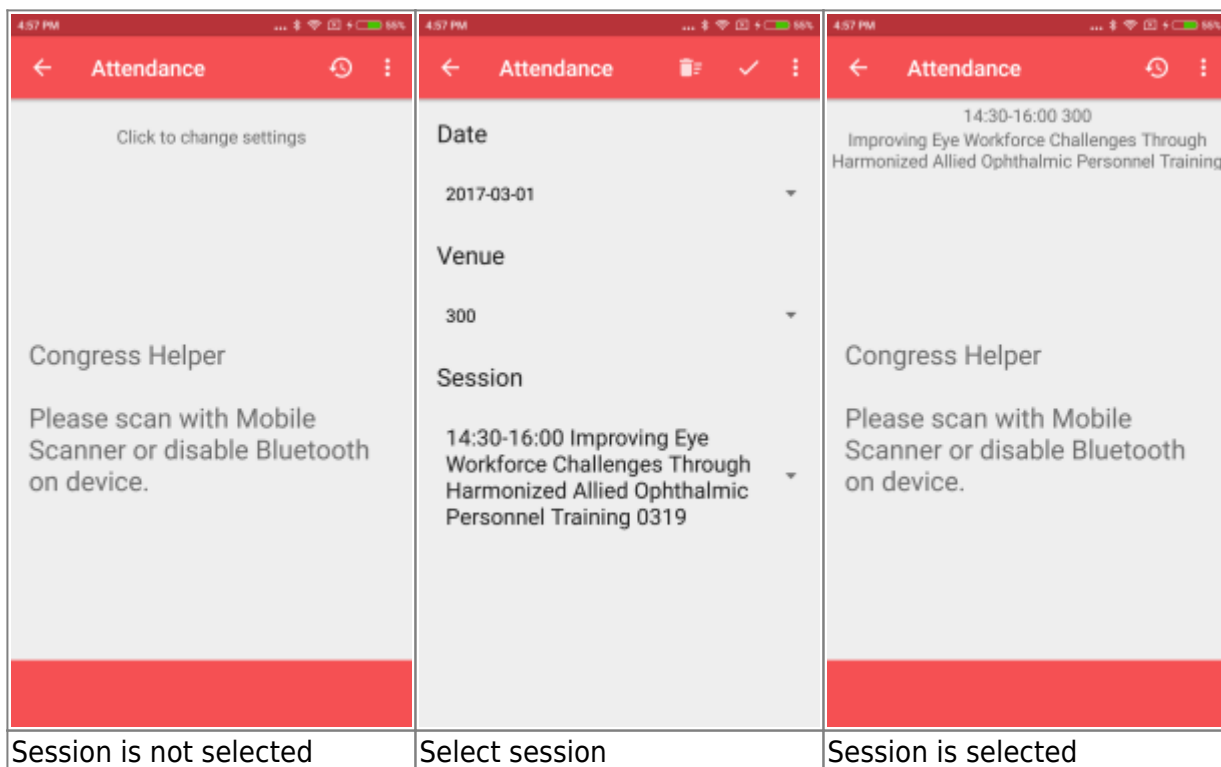 4:57 PM
... 55%
Attendance
Click to change settings
Congress Helper
Please scan with Mobile
Scanner or disable Bluetooth
on device.
Session is not selected
4:57 PM
... 55%
Attendance
Date
2017-03-01
Venue
300
Session
14:30-16:00 Improving Eye
Workforce Challenges Through
Harmonized Allied Ophthalmic
Personnel Training 0319
Select session
4:57 PM
... 55%
Attendance
14:30-16:00 300
Improving Eye Workforce Challenges Through
Harmonized Allied Ophthalmic Personnel Training
Congress Helper
Please scan with Mobile
Scanner or disable Bluetooth
on device.
Session is selected